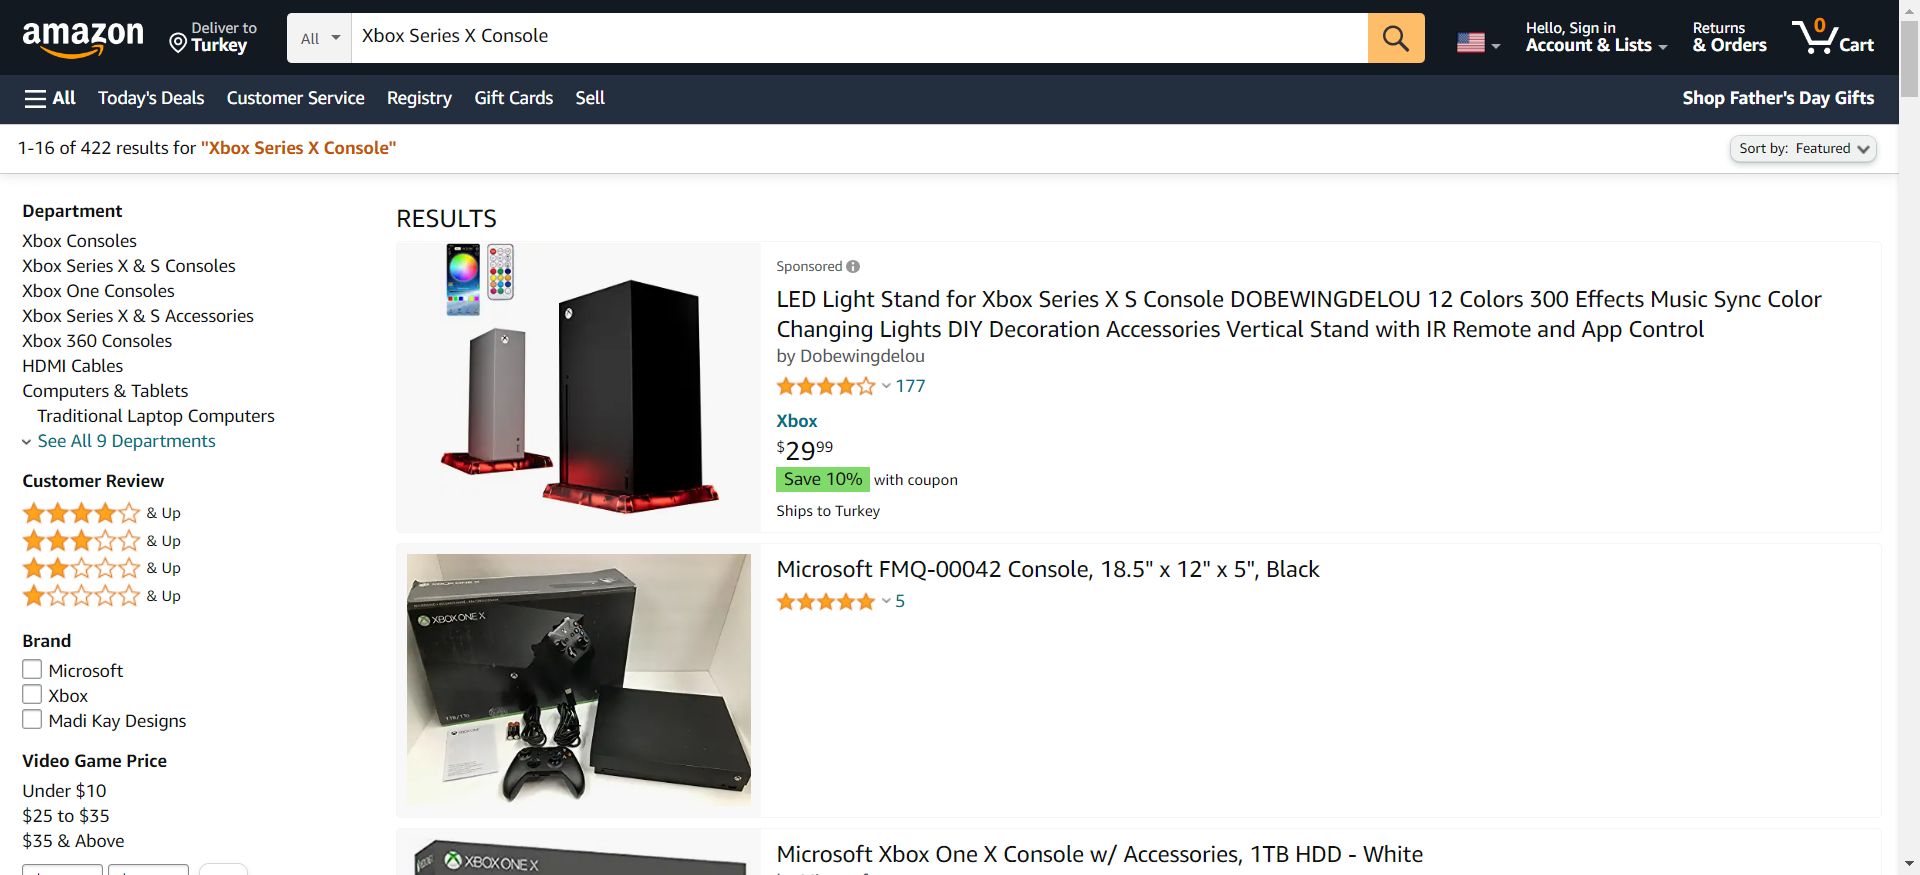 amazon
Deliver to
Turkey
All
Xbox Series X Console
Hello, Sign in
Account & Lists
Returns
& Orders
0
Cart
All
Today's Deals
Customer Service
Registry
Gift Cards
Sell
Shop Father's Day Gifts
1-16 of 422 results for "Xbox Series X Console"
Sort by: Featured
Department
Xbox Consoles
Xbox Series X & S Consoles
Xbox One Consoles
Xbox Series X & S Accessories
Xbox 360 Consoles
HDMI Cables
Computers & Tablets
Traditional Laptop Computers
See All 9 Departments
Customer Review
& Up
& Up
& Up
& Up
Brand
Microsoft
Xbox
Madi Kay Designs
Video Game Price
Under $10
$25 to $35
$35 & Above
RESULTS
Sponsored
LED Light Stand for Xbox Series X S Console DOBEWINGDELOU 12 Colors 300 Effects Music Sync Color
Changing Lights DIY Decoration Accessories Vertical Stand with IR Remote and App Control
by Dobewingdelou
177
Xbox
$29.99
Save 10% with coupon
Ships to Turkey
XBOX ONE X
Microsoft FMQ-00042 Console, 18.5" x 12" x 5", Black
5
XBOX ONE X
Microsoft Xbox One X Console w/ Accessories, 1TB HDD - White